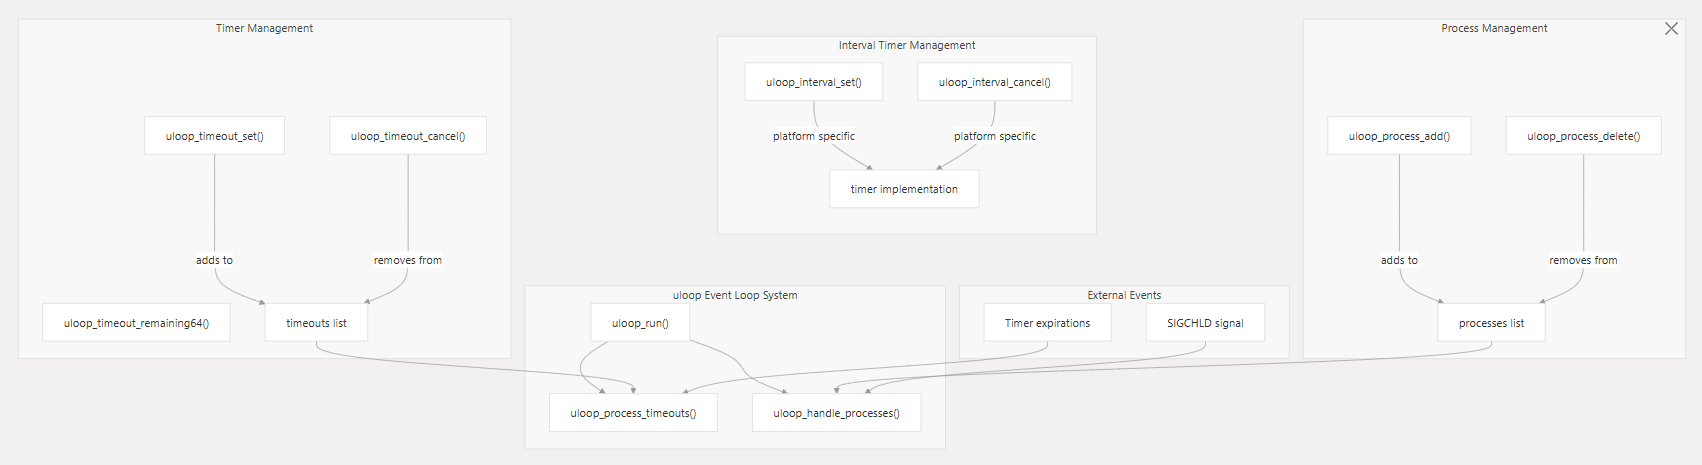 Timer Management
uloop_timeout_set()
uloop_timeout_cancel()
adds to
removes from
uloop_timeout_remaining64()
timeouts list
Interval Timer Management
uloop_interval_set()
uloop_interval_cancel()
platform specific
platform specific
timer implementation
uloop Event Loop System
uloop_run()
uloop_process_timeouts()
uloop_handle_processes()
External Events
Timer expirations
SIGCHLD signal
Process Management
uloop_process_add()
uloop_process_delete()
adds to
removes from
processes list